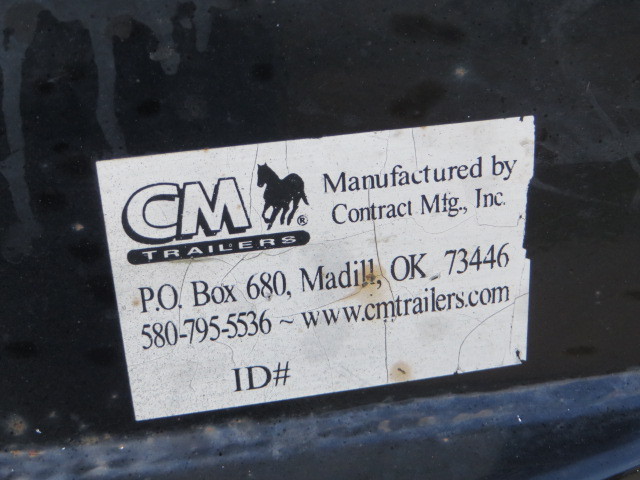 CM ®
TRAILERS
Manufactured by
Contract Mfg., Inc.
P.O. Box 680, Madill, OK 73446
580-795-5536 ~ www.cmtrailers.com
ID#